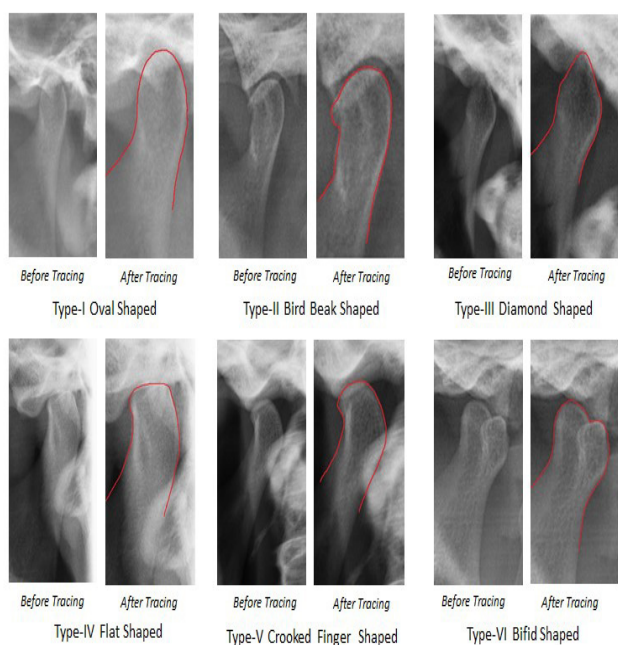 Before Tracing After Tracing Before Tracing After Tracing Before Tracing After Tracing
Type-I Oval Shaped Type-II Bird Beak Shaped Type-III Diamond Shaped
Before Tracing After Tracing Before Tracing After Tracing Before Tracing After Tracing
Type-IV Flat Shaped Type-V Crooked Finger Shaped Type-VI Bifid Shaped